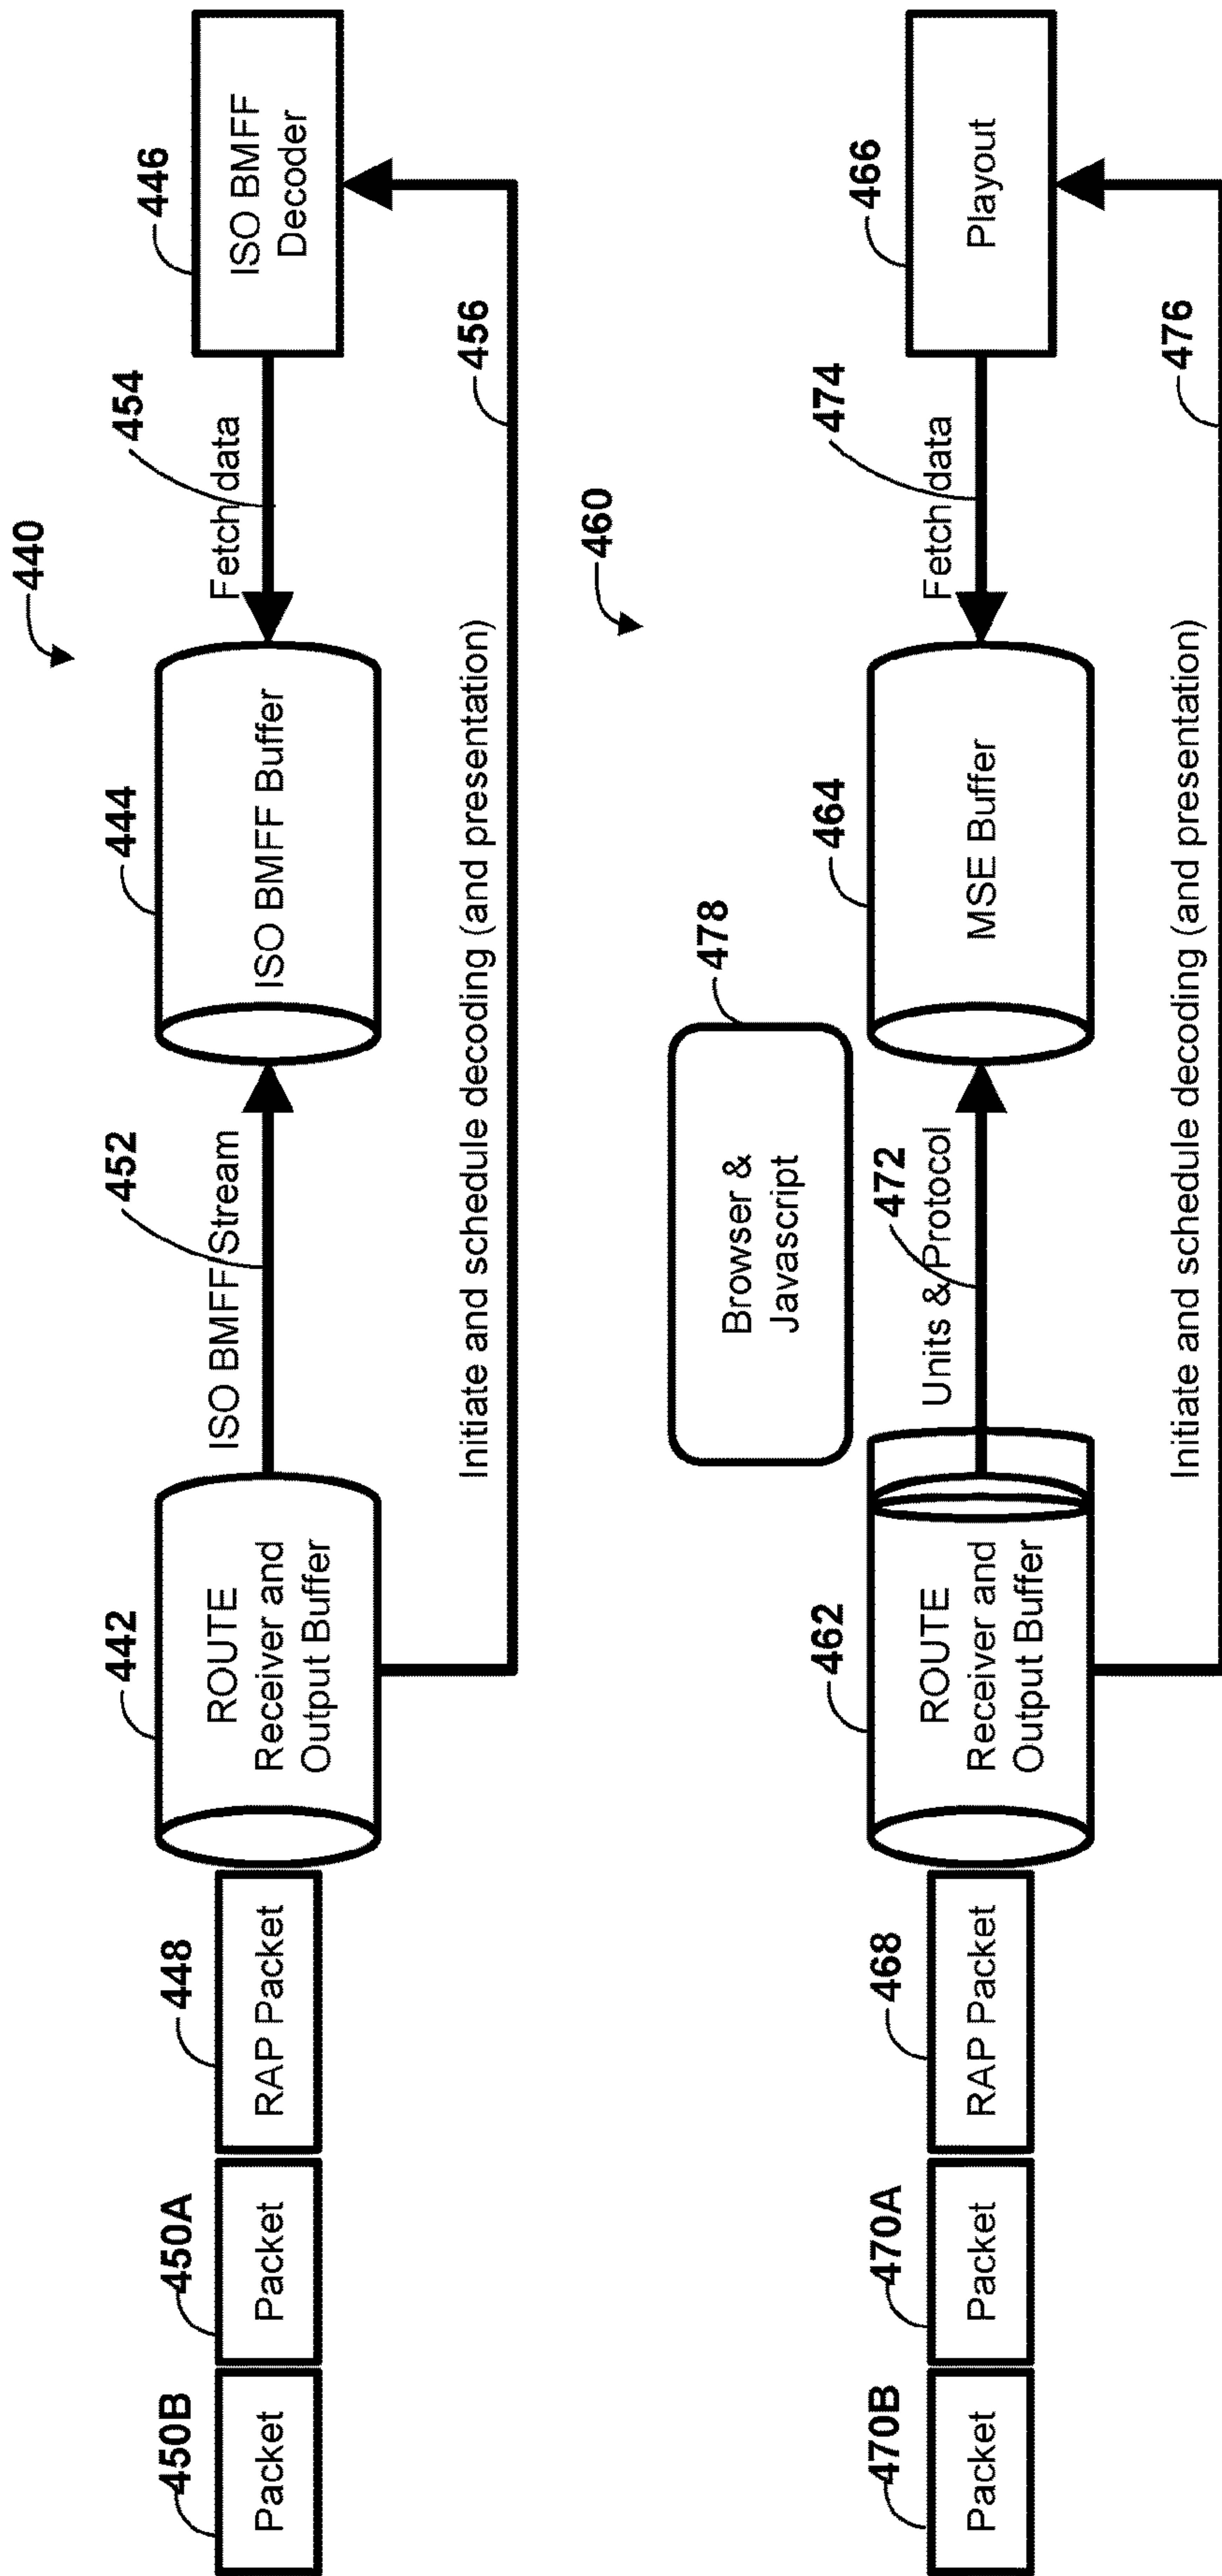 440
450B
450A
448
442
452
444
454
446
Packet
Packet
RAP Packet
ROUTE
Receiver and
Output Buffer
ISO BMFF Stream
ISO BMFF Buffer
Fetch data
ISO BMFF
Decoder
Initiate and schedule decoding (and presentation)
456
460
478
Browser &
Javascript
470B
470A
468
462
472
464
474
466
Packet
Packet
RAP Packet
ROUTE
Receiver and
Output Buffer
Units & Protocol
MSE Buffer
Fetch data
Playout
Initiate and schedule decoding (and presentation)
476